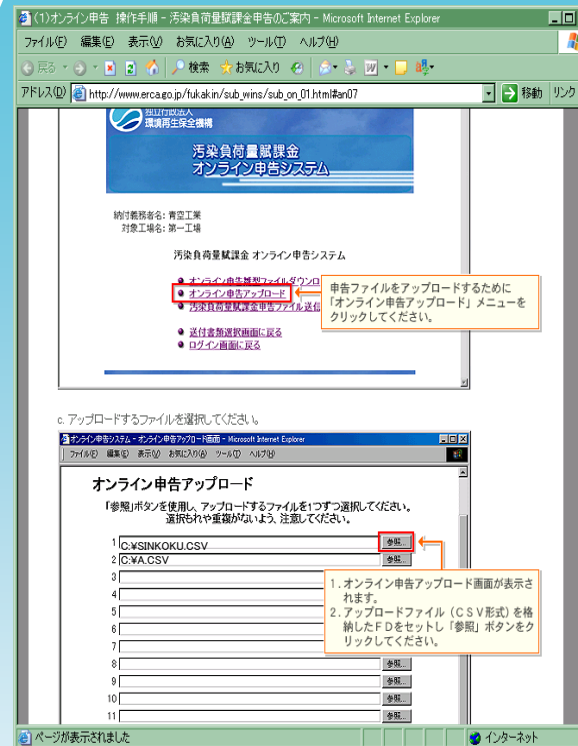 (1)オンライン申告 操作手順 - 汚染負荷量賦課金申告のご案内 - Microsoft Internet Explorer
ファイル(F) 編集(E) 表示(V) お気に入り(A) ツール(T) ヘルプ(H)
戻る 検索 お気に入り
アドレス(D) http://www.erca.go.jp/fukakin/sub_wins/sub_on_01.html#an07 移動 リンク
独立行政法人
環境再生保全機構
汚染負荷量賦課金
オンライン申告システム
納付義務者名: 青空工業
対象工場名: 第一工場
汚染負荷量賦課金 オンライン申告システム
オンライン申告雛型ファイルダウンロ
オンライン申告アップロード
汚染負荷量賦課金申告ファイル送信
送付書類選択画面に戻る
ログイン画面に戻る
申告ファイルをアップロードするために
「オンライン申告アップロード」メニューを
クリックしてください。
c. アップロードするファイルを選択してください。
オンライン申告システム - オンライン申告アップロード画面 - Microsoft Internet Explorer
ファイル(F) 編集(E) 表示(V) お気に入り(A) ツール(T) ヘルプ(H)
オンライン申告アップロード
「参照」ボタンを使用し、アップロードするファイルを1つずつ選択してください。
選択もれや重複がないよう、注意してください。
1 C:¥SINKOKU.CSV 参照...
2 C:¥A.CSV 参照...
3
4
5
6
7
8 参照...
9 参照...
10 参照...
11 参照...
1．オンライン申告アップロード画面が表示さ
れます。
2．アップロードファイル（ＣＳＶ形式）を格
納したＦＤをセットし「参照」ボタンをク
リックしてください。
ページが表示されました インターネット